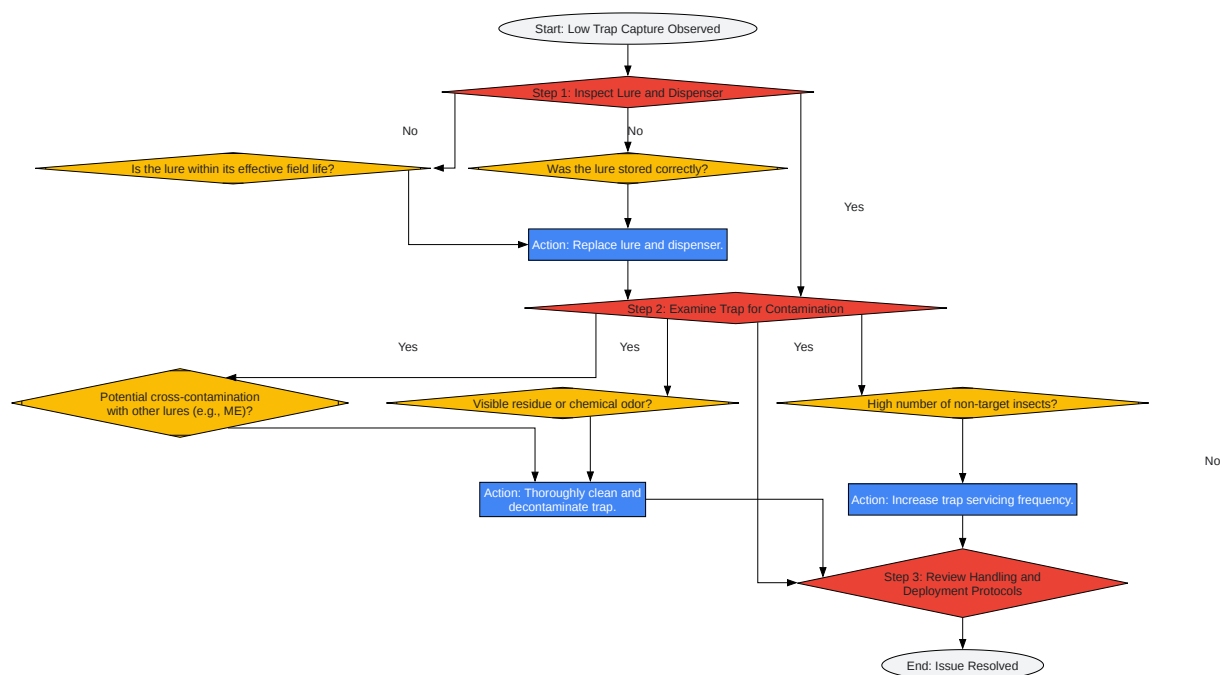 Start: Low Trap Capture Observed
Step 1: Inspect Lure and Dispenser
No
No
Is the lure within its effective field life?
Was the lure stored correctly?
Yes
Action: Replace lure and dispenser.
Step 2: Examine Trap for Contamination
Yes
Yes
Yes
Potential cross-contamination
with other lures (e.g., ME)?
Visible residue or chemical odor?
High number of non-target insects?
No
Action: Thoroughly clean and
decontaminate trap.
Action: Increase trap servicing frequency.
Step 3: Review Handling and
Deployment Protocols
End: Issue Resolved